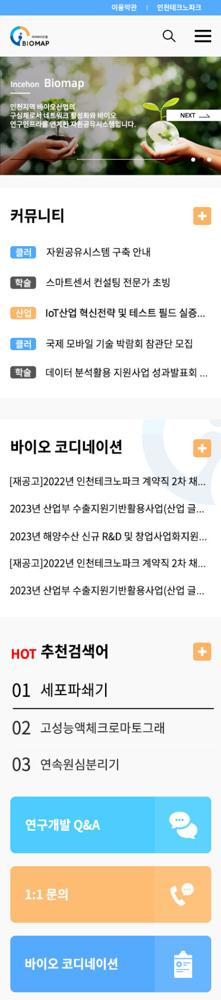 이용약관 | 인천테크노파크
마이바이오맵
BIOMAP
Incehon Biomap
인천지역 바이오산업의
구심체로서 네트워크 활성화와 바이오
연구인프라를 연계한 자원공유시스템입니다.
NEXT
커뮤니티
클러 자원공유시스템 구축 안내
학술 스마트센서 컨설팅 전문가 초빙
산업 IoT산업 혁신전략 및 테스트 필드 실증...
클러 국제 모바일 기술 박람회 참관단 모집
학술 데이터 분석활용 지원사업 성과발표회 ...
바이오 코디네이션
[재공고]2022년 인천테크노파크 계약직 2차 채...
2023년 산업부 수출지원기반활용사업(산업 글...
2023년 해양수산 신규 R&D 및 창업사업화지원...
[재공고]2022년 인천테크노파크 계약직 2차 채...
2023년 산업부 수출지원기반활용사업(산업 글...
HOT 추천검색어
01 세포파쇄기
02 고성능액체크로마토그래
03 연속원심분리기
연구개발 Q&A
1:1 문의
바이오 코디네이션